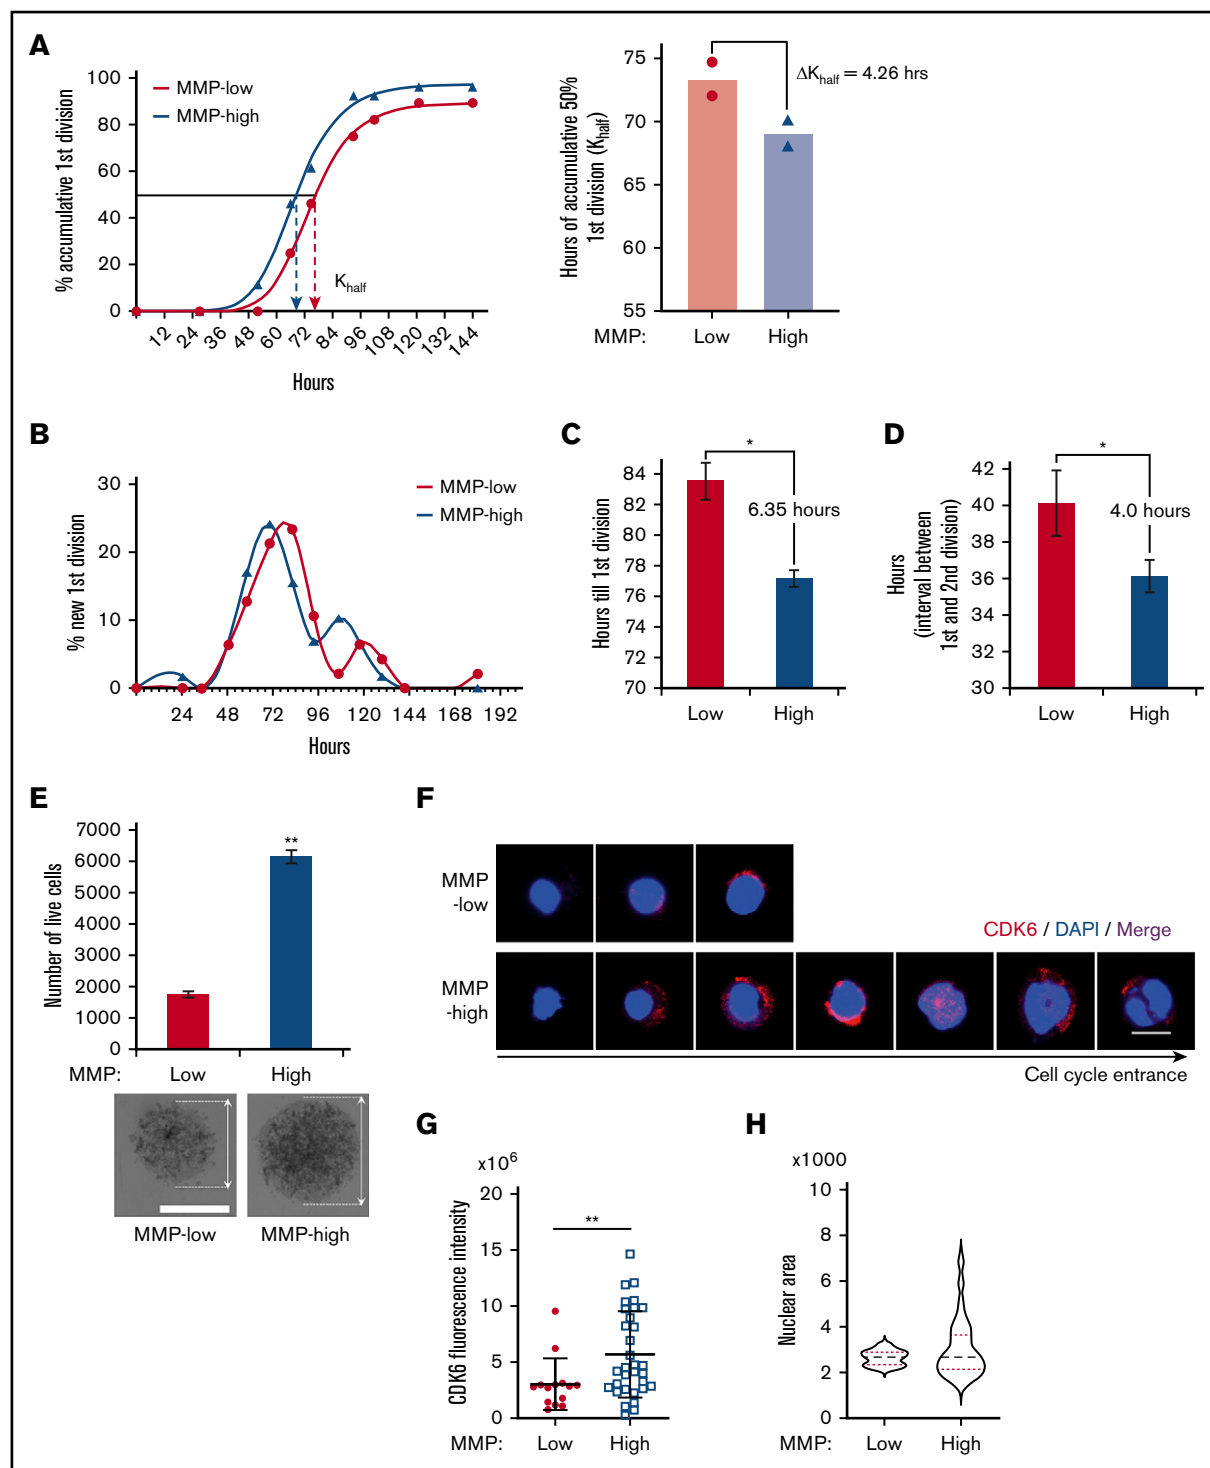 A
% accumulative 1st division
100
80
60
40
20
0
MMP-low
MMP-high
K_half
12 24 36 48 60 72 84 96 108 120 132 144
Hours
Hours of accumulative 50%
1st division (K_half)
75
70
65
60
55
ΔK_half = 4.26 hrs
MMP: Low High
B
% new 1st division
30
20
10
0
MMP-low
MMP-high
24 48 72 96 120 144 168 192
Hours
C
Hours till 1st division
84
82
80
78
76
74
72
70
*
6.35 hours
Low High
D
Hours
(interval between
1st and 2nd division)
42
40
38
36
34
32
30
*
4.0 hours
Low High
E
Number of live cells
7000
6000
5000
4000
3000
2000
1000
0
**
MMP: Low High
MMP-low MMP-high
F
MMP
-low
CDK6 / DAPI / Merge
MMP
-high
Cell cycle entrance
G
x10^6
CDK6 fluorescence intensity
20
15
10
5
0
**
MMP: Low High
H
x1000
Nuclear area
10
8
6
4
2
0
MMP: Low High